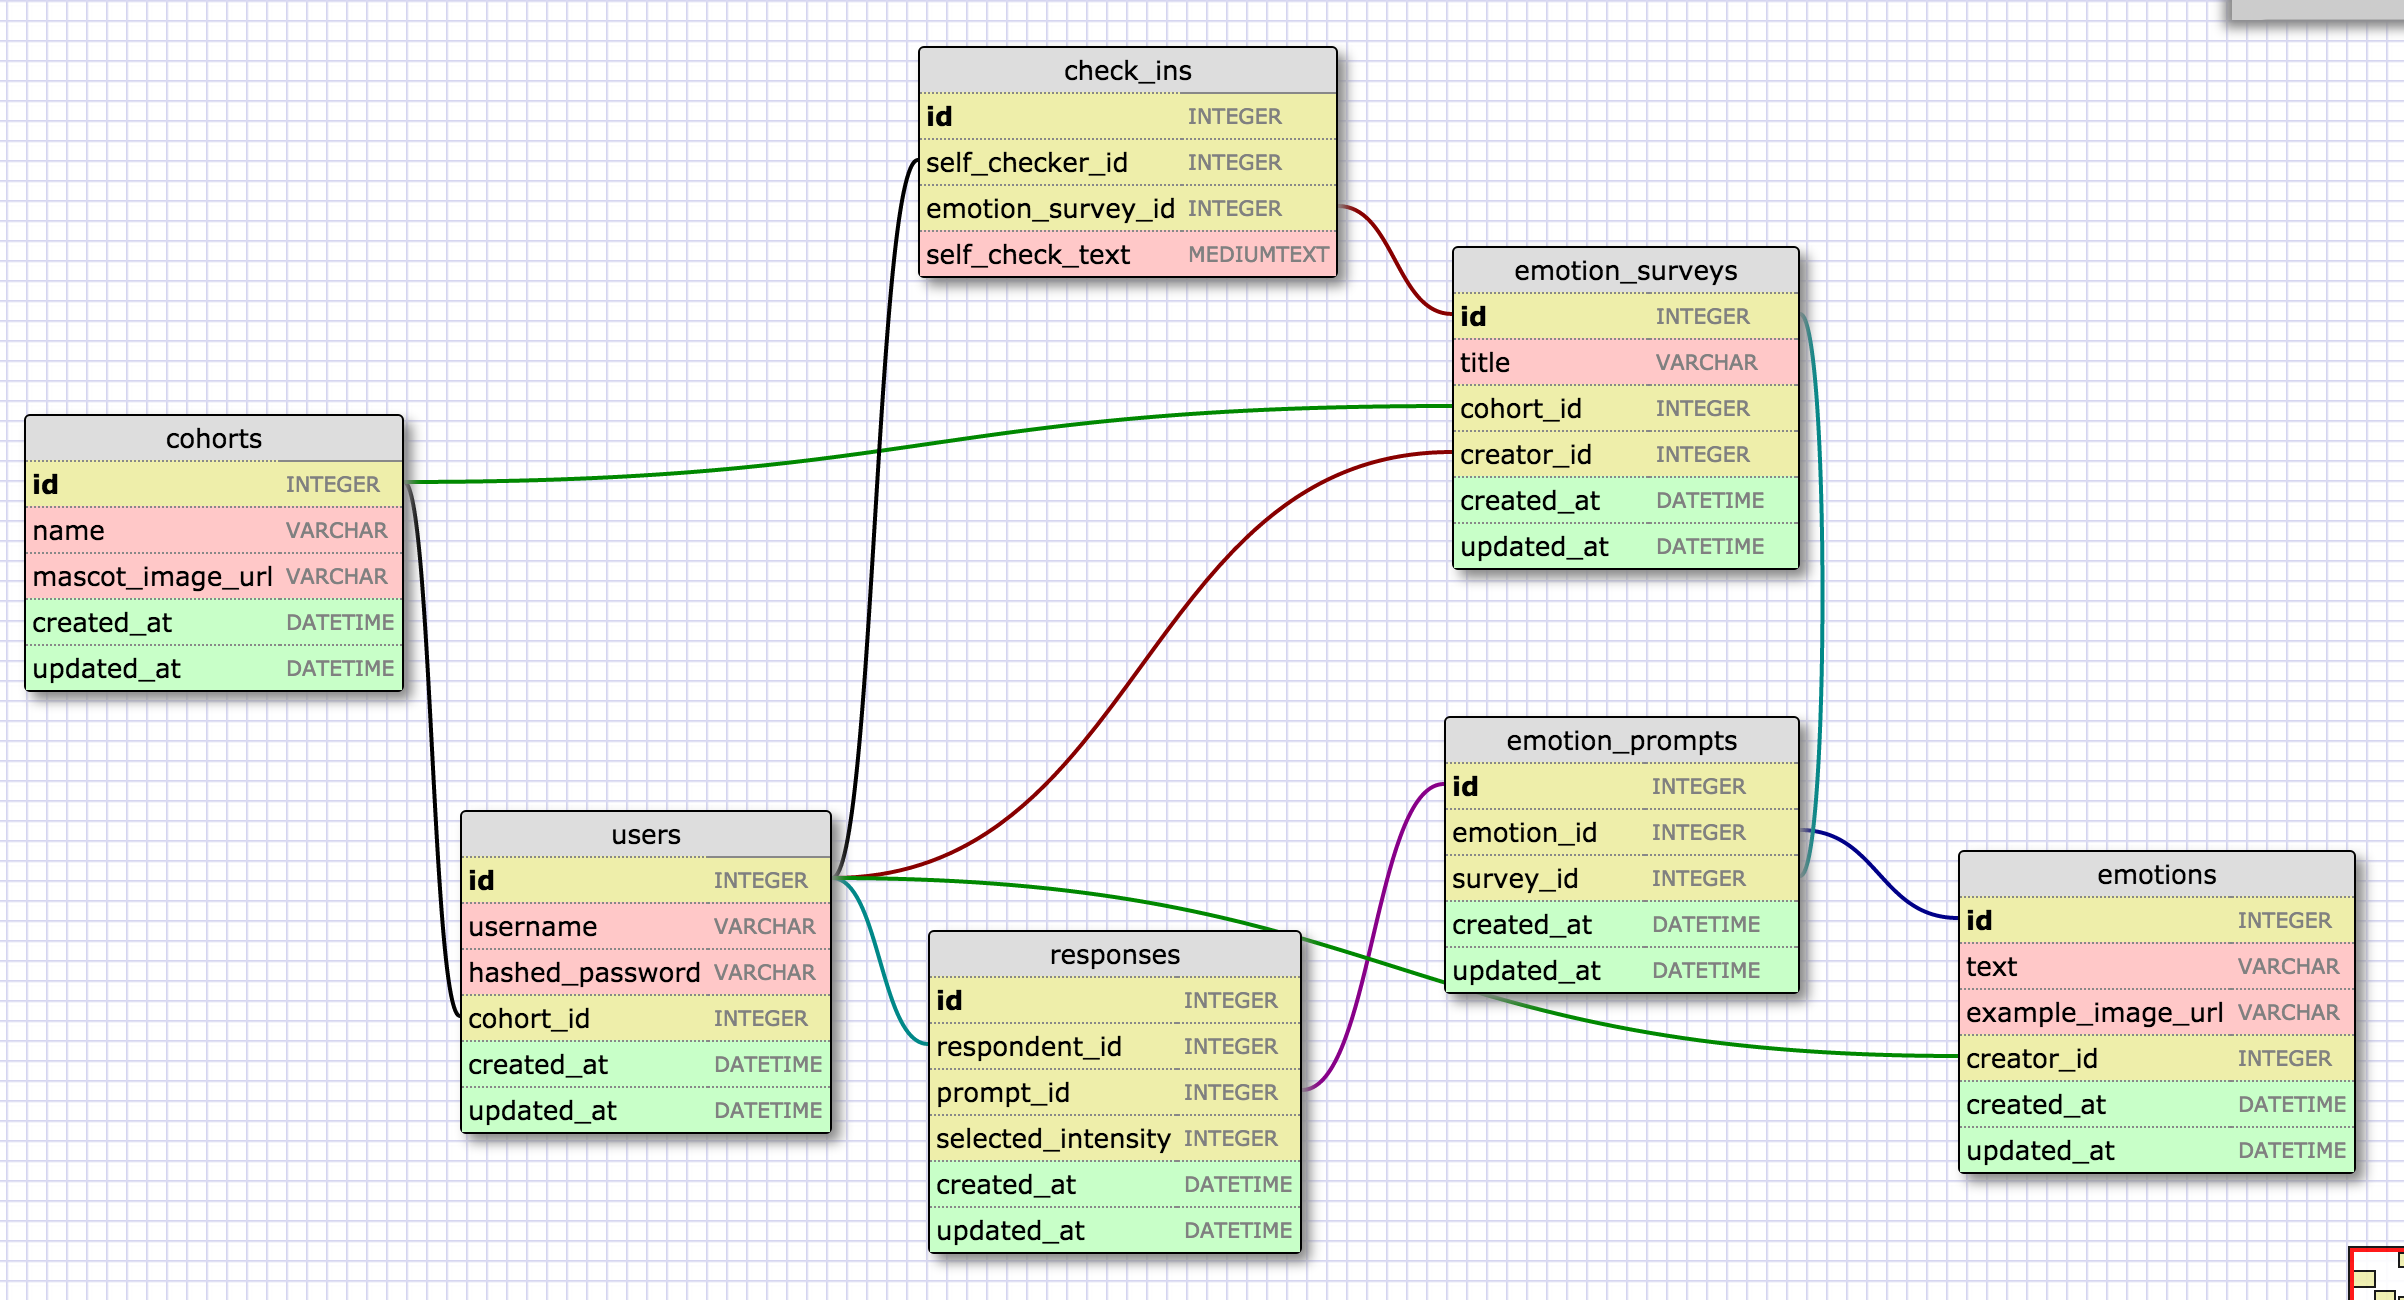 check_ins
id INTEGER
self_checker_id INTEGER
emotion_survey_id INTEGER
self_check_text MEDIUMTEXT
emotion_surveys
id INTEGER
title VARCHAR
cohort_id INTEGER
creator_id INTEGER
created_at DATETIME
updated_at DATETIME
cohorts
id INTEGER
name VARCHAR
mascot_image_url VARCHAR
created_at DATETIME
updated_at DATETIME
users
id INTEGER
username VARCHAR
hashed_password VARCHAR
cohort_id INTEGER
created_at DATETIME
updated_at DATETIME
responses
id INTEGER
respondent_id INTEGER
prompt_id INTEGER
selected_intensity INTEGER
created_at DATETIME
updated_at DATETIME
emotion_prompts
id INTEGER
emotion_id INTEGER
survey_id INTEGER
created_at DATETIME
updated_at DATETIME
emotions
id INTEGER
text VARCHAR
example_image_url VARCHAR
creator_id INTEGER
created_at DATETIME
updated_at DATETIME